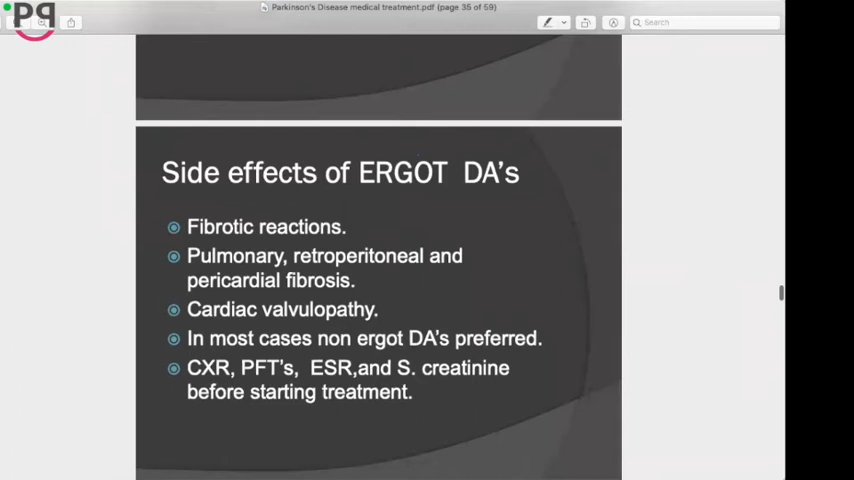 Parkinson's Disease medical treatment.pdf (page 35 of 59)
PQ
Search
Side effects of ERGOT DA's
Fibrotic reactions.
Pulmonary, retroperitoneal and
pericardial fibrosis.
Cardiac valvulopathy.
In most cases non ergot DA's preferred.
CXR, PFT's, ESR,and S. creatinine
before starting treatment.